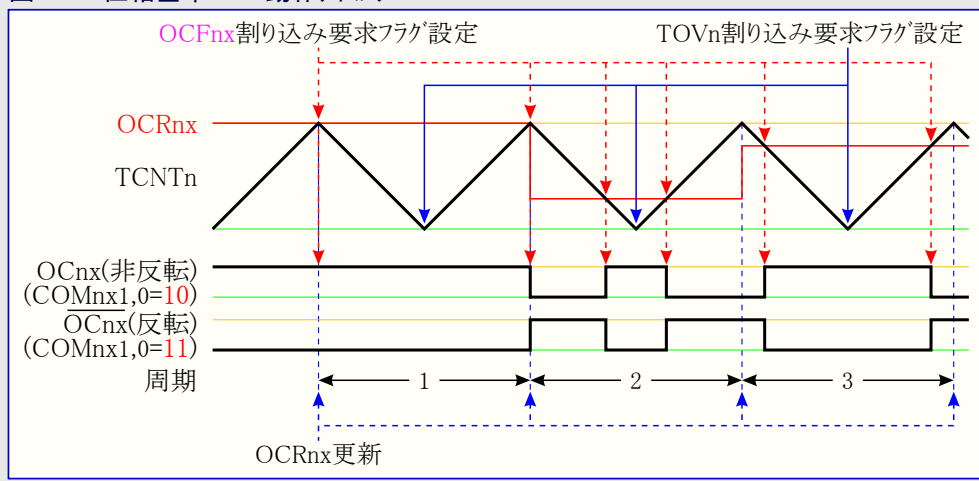 OCFnx割り込み要求フラグ設定
TOVn割り込み要求フラグ設定
OCRnx
TCNTn
OCnx(非反転)
(COMnx1,0=10)
OCnx(反転)
(COMnx1,0=11)
周期
1
2
3
OCRnx更新